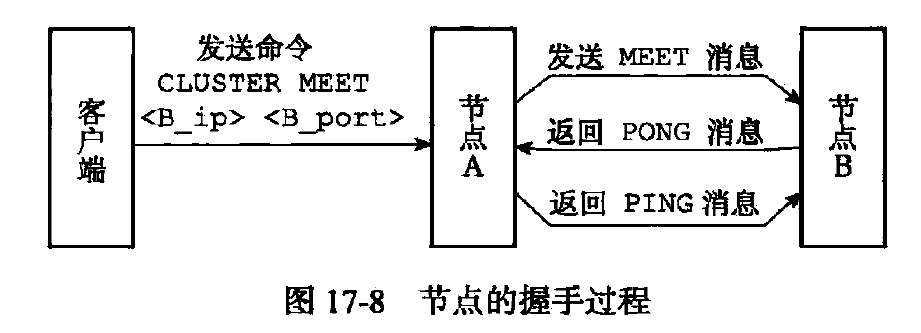 客户端
发送命令
CLUSTER MEET
<B_ip> <B_port>
节点A
发送 MEET 消息
返回 PONG 消息
返回 PING 消息
节点B
图 17-8 节点的握手过程